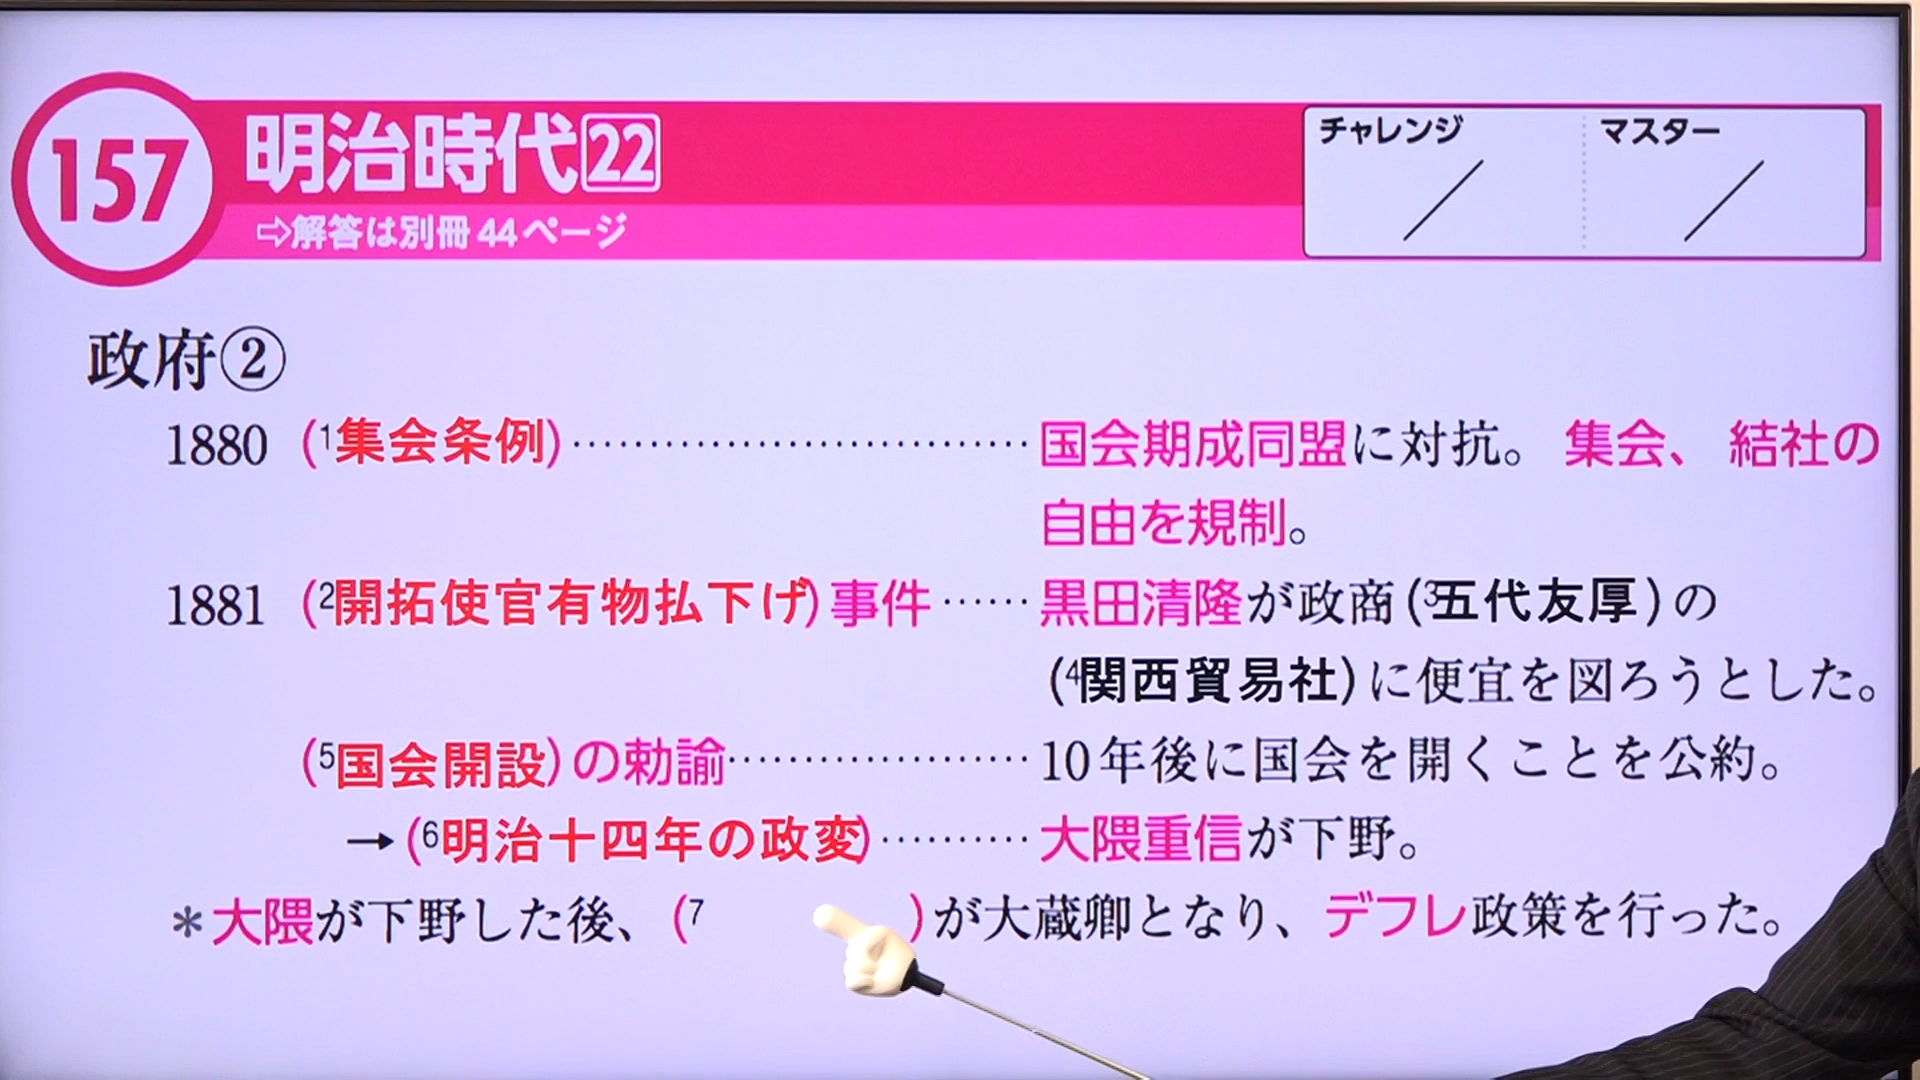 157 明治時代22
⇨解答は別冊44ページ
チャレンジ
マスター
政府②
1880 (1集会条例)······························国会期成同盟に対抗。集会、結社の
自由を規制。
1881 (2開拓使官有物払下げ)事件······黒田清隆が政商(3五代友厚)の
(4関西貿易社)に便宜を図ろうとした。
(5国会開設)の勅諭····················10年後に国会を開くことを公約。
→(6明治十四年の政変)··········大隈重信が下野。
*大隈が下野した後、(7 )が大蔵卿となり、デフレ政策を行った。